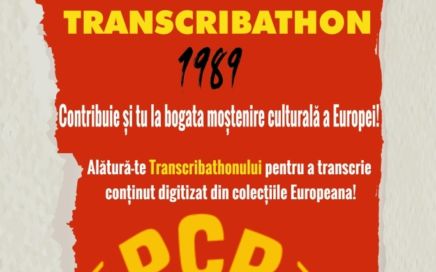 TRANSCRIBATHON
1989
Contribuie și tu la bogata moștenire culturală a Europei!
Alătură-te Transcribathonului pentru a transcrie
conținut digitizat din colecțiile Europeana!
PCR